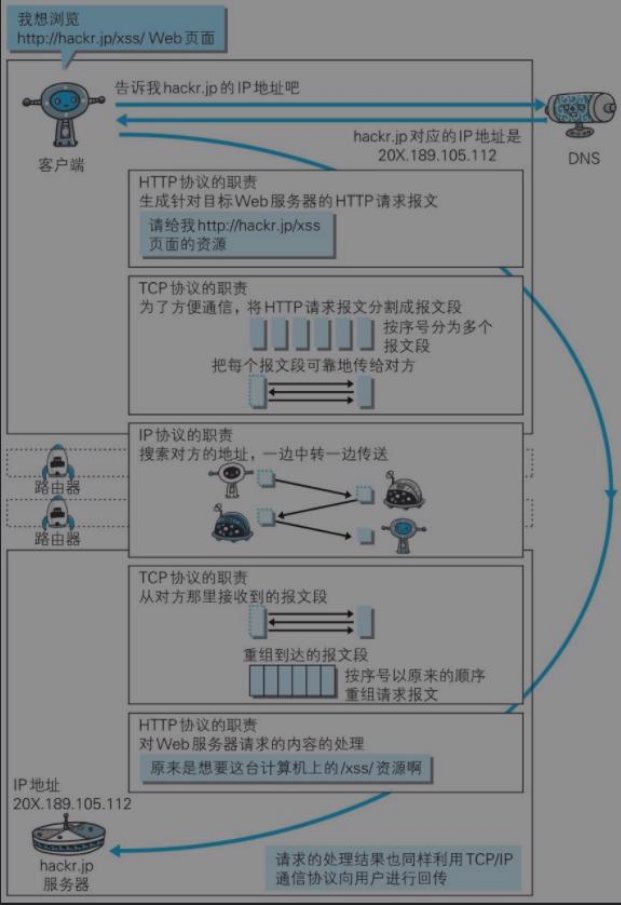 我想浏览
http://hackr.jp/xss/ Web页面
告诉我hackr.jp的IP地址吧
hackr.jp对应的IP地址是
20X.189.105.112
客户端
DNS
HTTP协议的职责
生成针对目标Web服务器的HTTP请求报文
请给我http://hackr.jp/xss
页面的资源
TCP协议的职责
为了方便通信，将HTTP请求报文分割成报文段
按序号分为多个
报文段
把每个报文段可靠地传给对方
IP协议的职责
搜索对方的地址，一边中转一边传送
路由器
路由器
TCP协议的职责
从对方那里接收到的报文段
重组到达的报文段
按序号以原来的顺序
重组请求报文
HTTP协议的职责
对Web服务器请求的内容的处理
原来是想要这台计算机上的/xss/资源啊
IP地址
20X.189.105.112
hackr.jp
服务器
请求的处理结果也同样利用TCP/IP
通信协议向用户进行回传